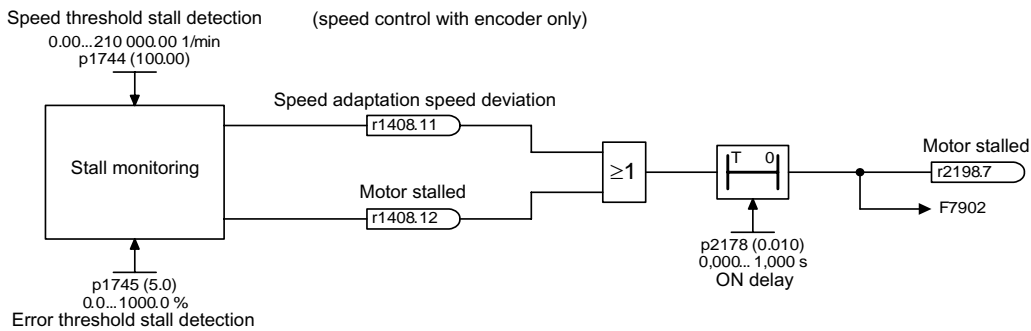 Speed threshold stall detection
(speed control with encoder only)
0.00...210 000.00 1/min
p1744 (100.00)
Speed adaptation speed deviation
r1408.11
Stall monitoring
Motor stalled
r1408.12
≥1
T 0
Motor stalled
r2198.7
F7902
p2178 (0.010)
0,000... 1,000 s
ON delay
p1745 (5.0)
0.0...1000.0 %
Error threshold stall detection